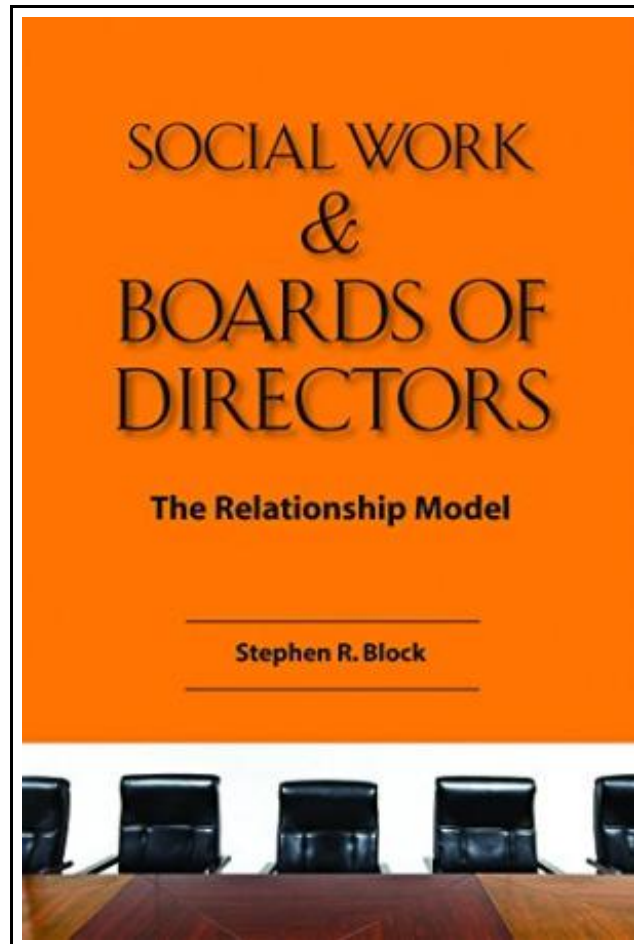 SOCIAL WORK
&
BOARDS OF
DIRECTORS
The Relationship Model
Stephen R. Block